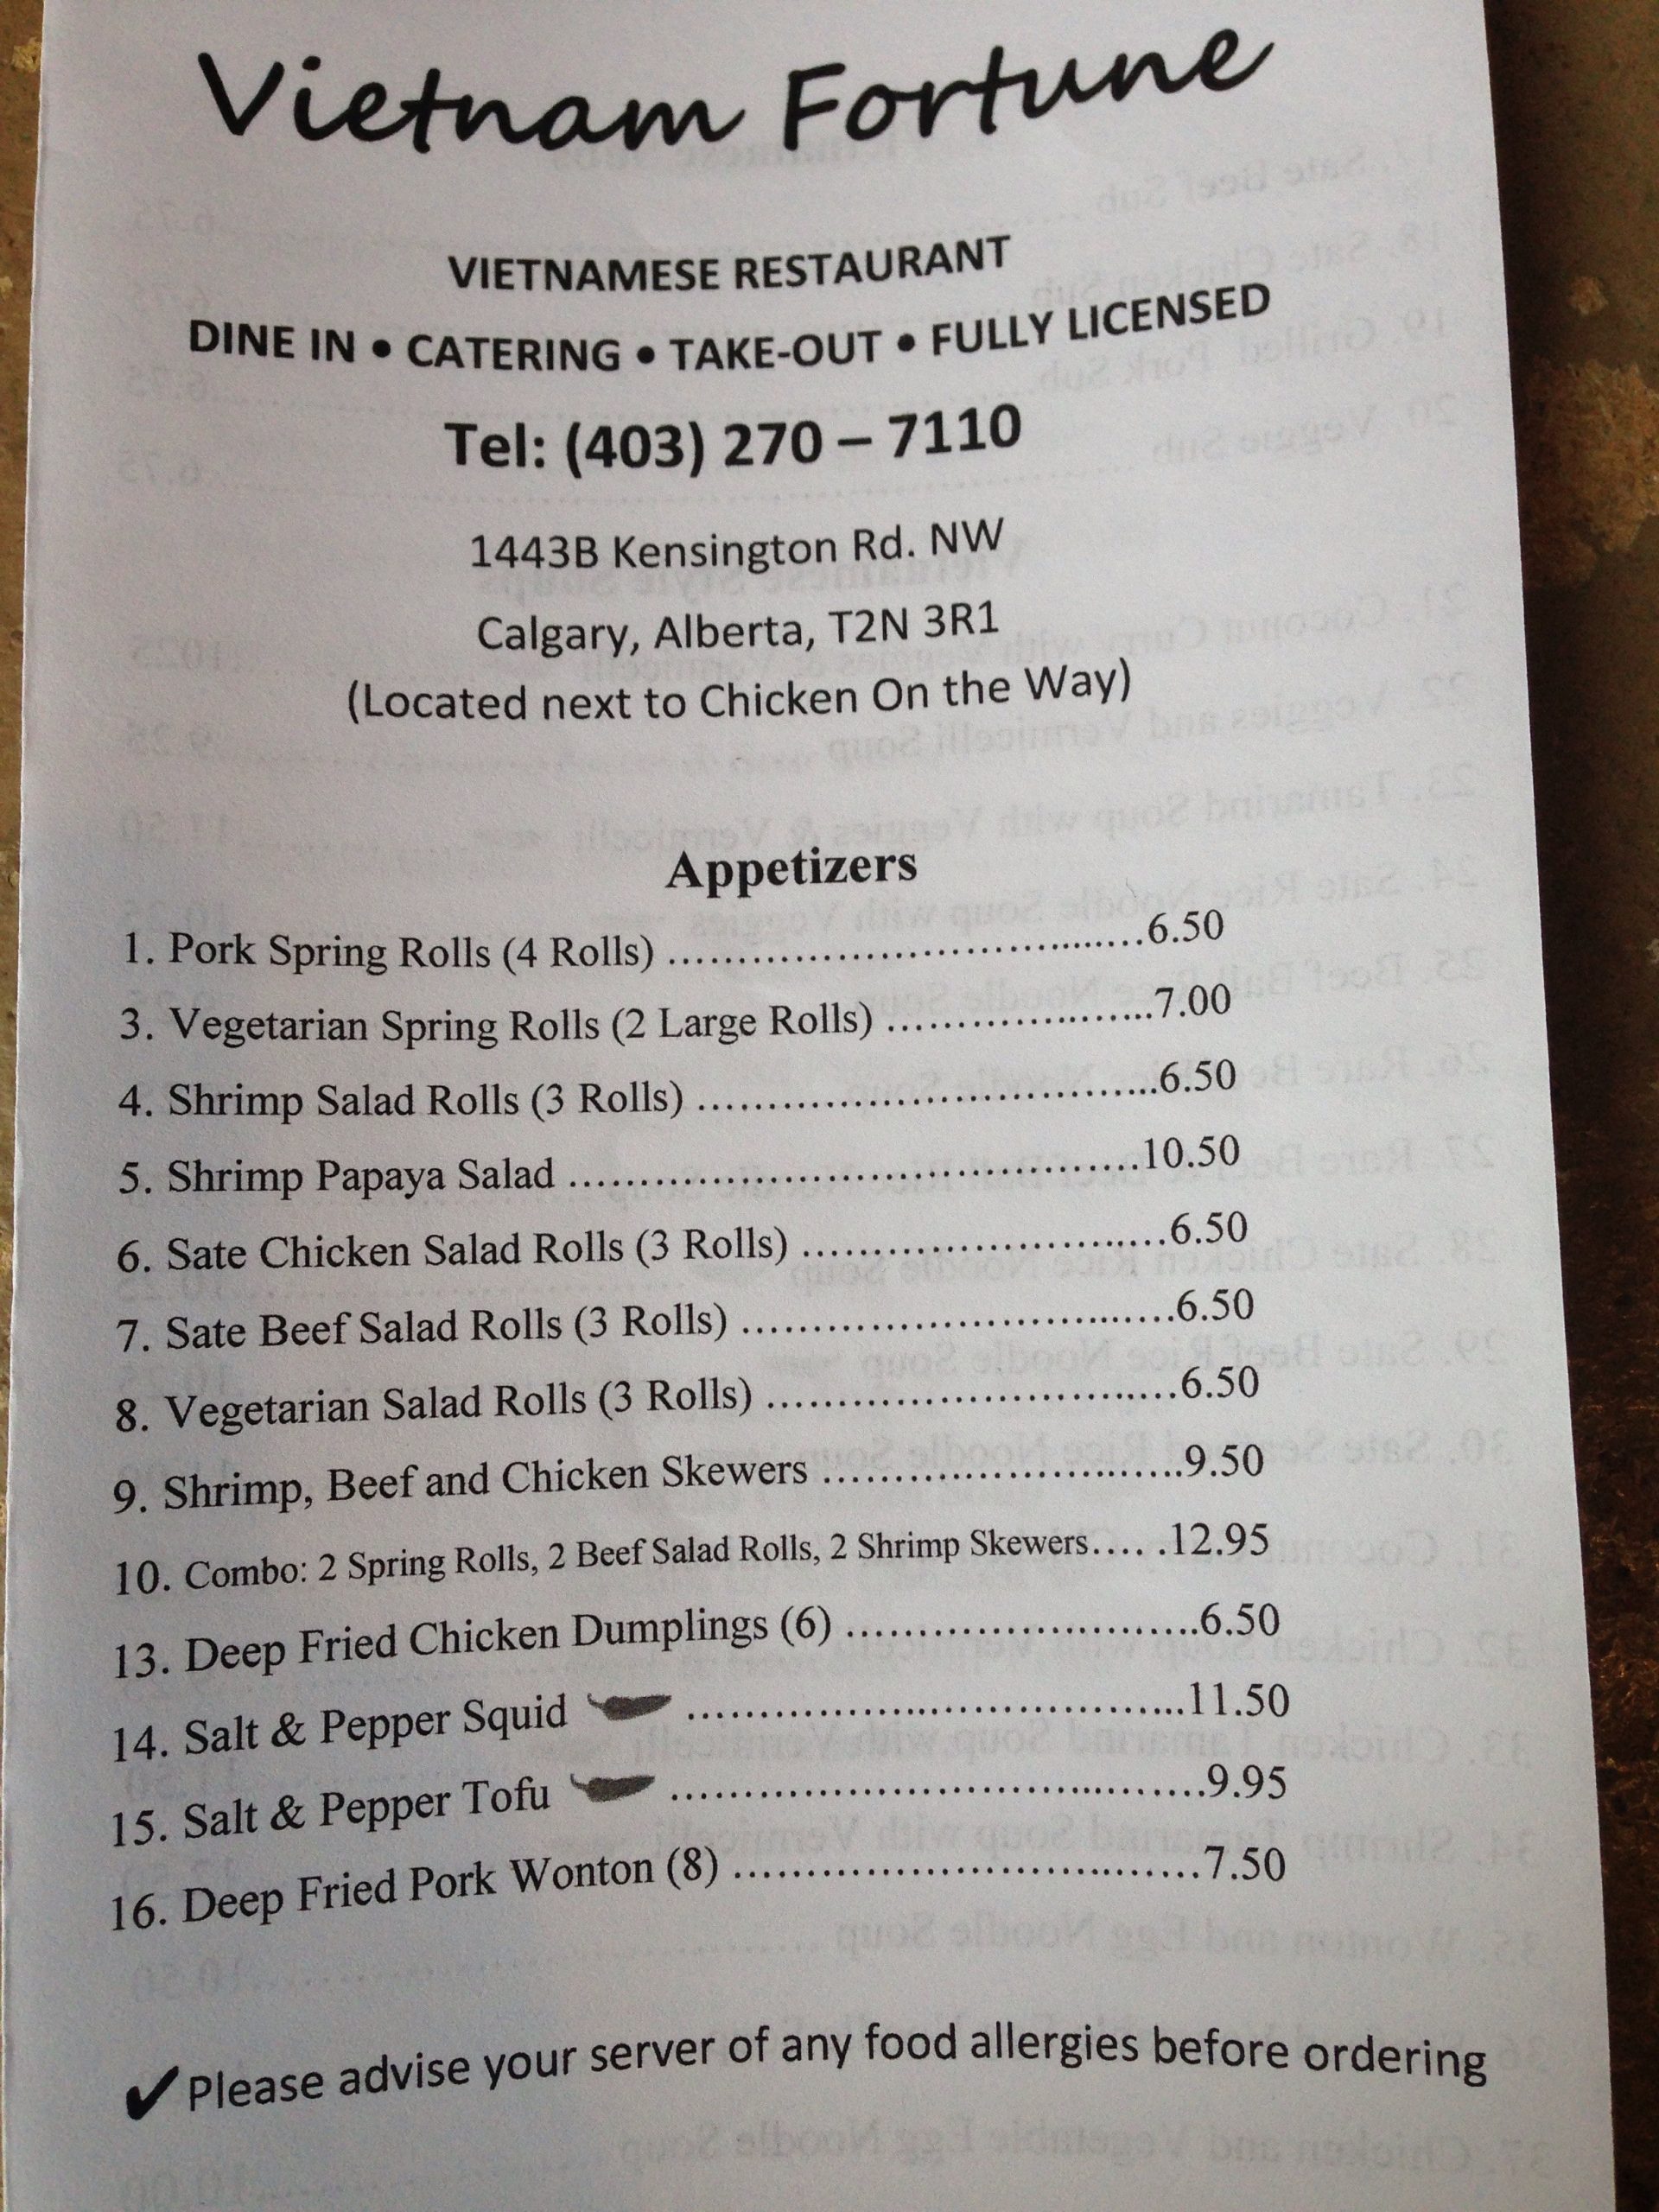 Vietnam Fortune
VIETNAMESE RESTAURANT
DINE IN • CATERING • TAKE-OUT • FULLY LICENSED
Tel: (403) 270 – 7110
1443B Kensington Rd. NW
Calgary, Alberta, T2N 3R1
(Located next to Chicken On the Way)
Appetizers
1. Pork Spring Rolls (4 Rolls) ........................................6.50
3. Vegetarian Spring Rolls (2 Large Rolls) ......................7.00
4. Shrimp Salad Rolls (3 Rolls) ......................................6.50
5. Shrimp Papaya Salad ................................................10.50
6. Sate Chicken Salad Rolls (3 Rolls) ..............................6.50
7. Sate Beef Salad Rolls (3 Rolls) ...................................6.50
8. Vegetarian Salad Rolls (3 Rolls) .................................6.50
9. Shrimp, Beef and Chicken Skewers ..............................9.50
10. Combo: 2 Spring Rolls, 2 Beef Salad Rolls, 2 Shrimp Skewers.... .12.95
13. Deep Fried Chicken Dumplings (6) .............................6.50
14. Salt & Pepper Squid ..........................................11.50
15. Salt & Pepper Tofu ............................................9.95
16. Deep Fried Pork Wonton (8) ......................................7.50
✔Please advise your server of any food allergies before ordering